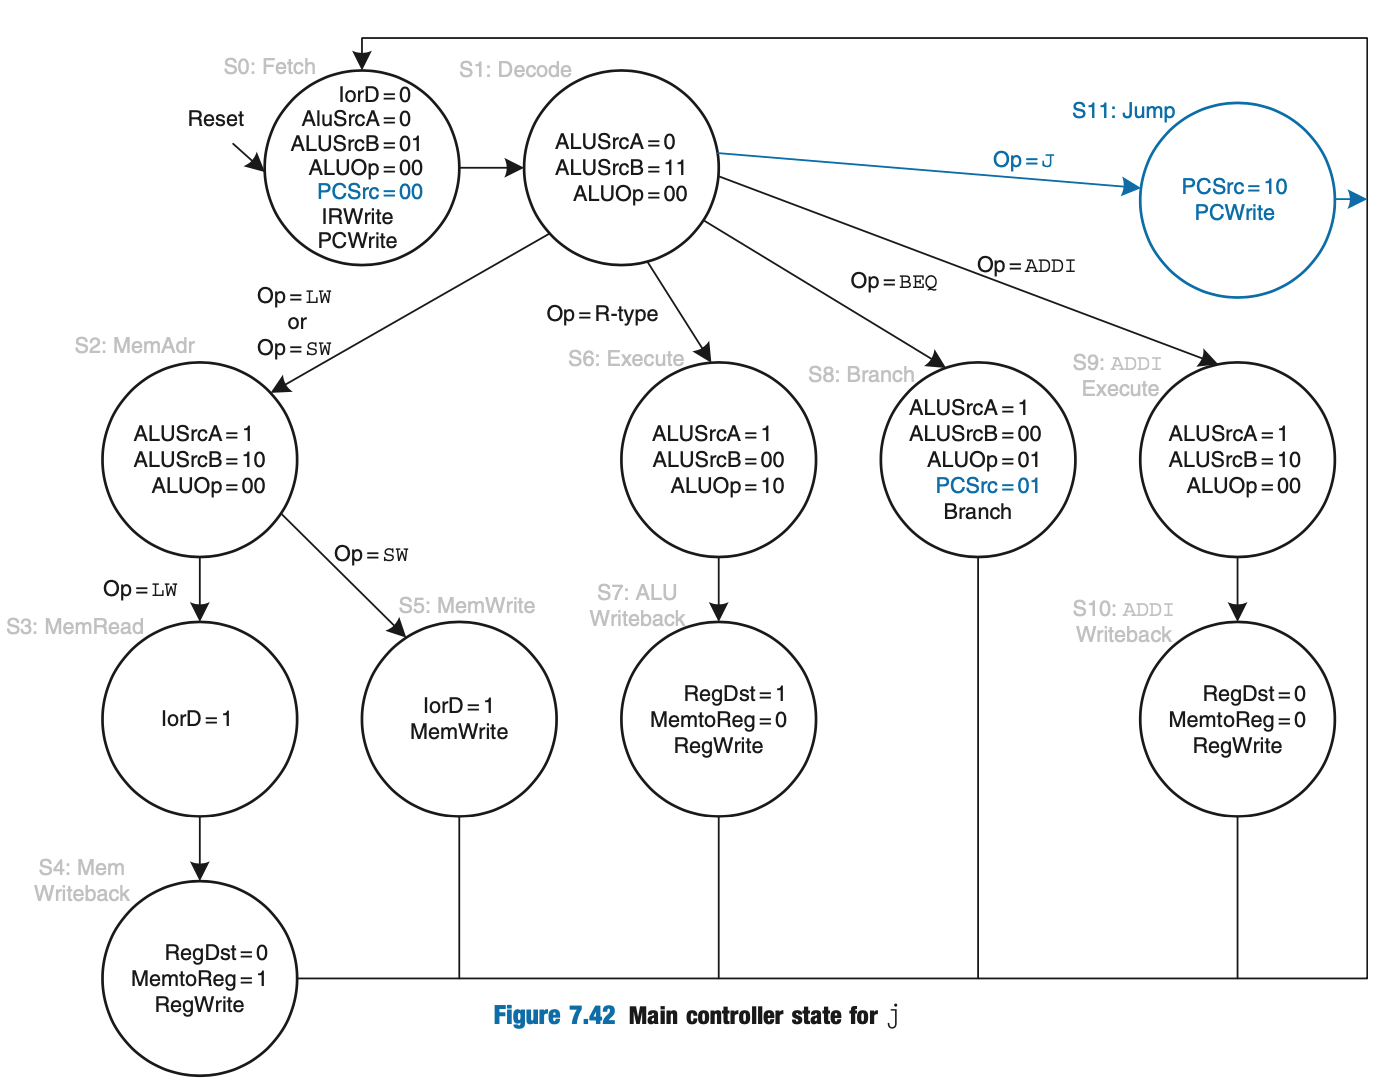 S0: Fetch
Reset
IorD=0
AluSrcA=0
ALUSrcB=01
ALUOp=00
PCSrc=00
IRWrite
PCWrite
S1: Decode
ALUSrcA=0
ALUSrcB=11
ALUOp=00
S11: Jump
Op=J
PCSrc=10
PCWrite
Op=LW
or
Op=SW
Op=R-type
Op=BEQ
Op=ADDI
S2: MemAdr
ALUSrcA=1
ALUSrcB=10
ALUOp=00
S6: Execute
ALUSrcA=1
ALUSrcB=00
ALUOp=10
S8: Branch
ALUSrcA=1
ALUSrcB=00
ALUOp=01
PCSrc=01
Branch
S9: ADDI
Execute
ALUSrcA=1
ALUSrcB=10
ALUOp=00
Op=LW
Op=SW
S3: MemRead
IorD=1
S5: MemWrite
IorD=1
MemWrite
S7: ALU
Writeback
RegDst=1
MemtoReg=0
RegWrite
S10: ADDI
Writeback
RegDst=0
MemtoReg=0
RegWrite
S4: Mem
Writeback
RegDst=0
MemtoReg=1
RegWrite
Figure 7.42 Main controller state for j